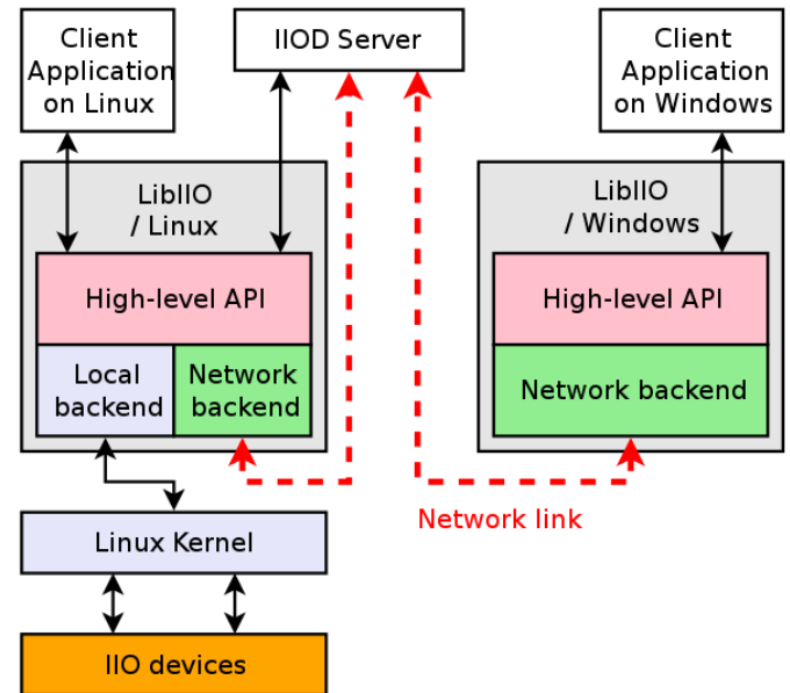 Client
Application
on Linux
IIOD Server
Client
Application
on Windows
LibIIO
/ Linux
LibIIO
/ Windows
High-level API
High-level API
Local
backend
Network
backend
Network backend
Network link
Linux Kernel
IIO devices